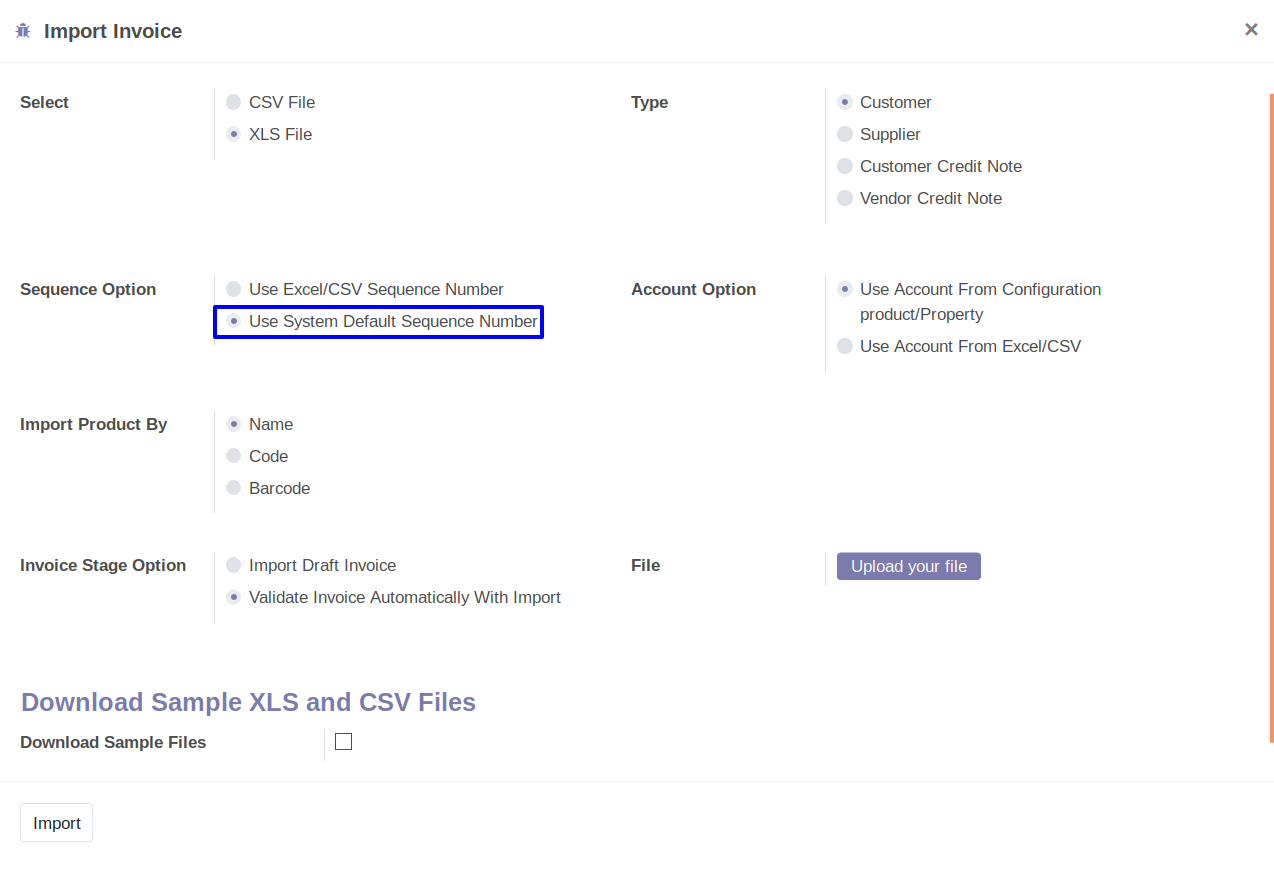 Import Invoice
×
Select
CSV File
XLS File
Type
Customer
Supplier
Customer Credit Note
Vendor Credit Note
Sequence Option
Use Excel/CSV Sequence Number
Use System Default Sequence Number
Account Option
Use Account From Configuration
product/Property
Use Account From Excel/CSV
Import Product By
Name
Code
Barcode
Invoice Stage Option
Import Draft Invoice
Validate Invoice Automatically With Import
File
Upload your file
Download Sample XLS and CSV Files
Download Sample Files
Import